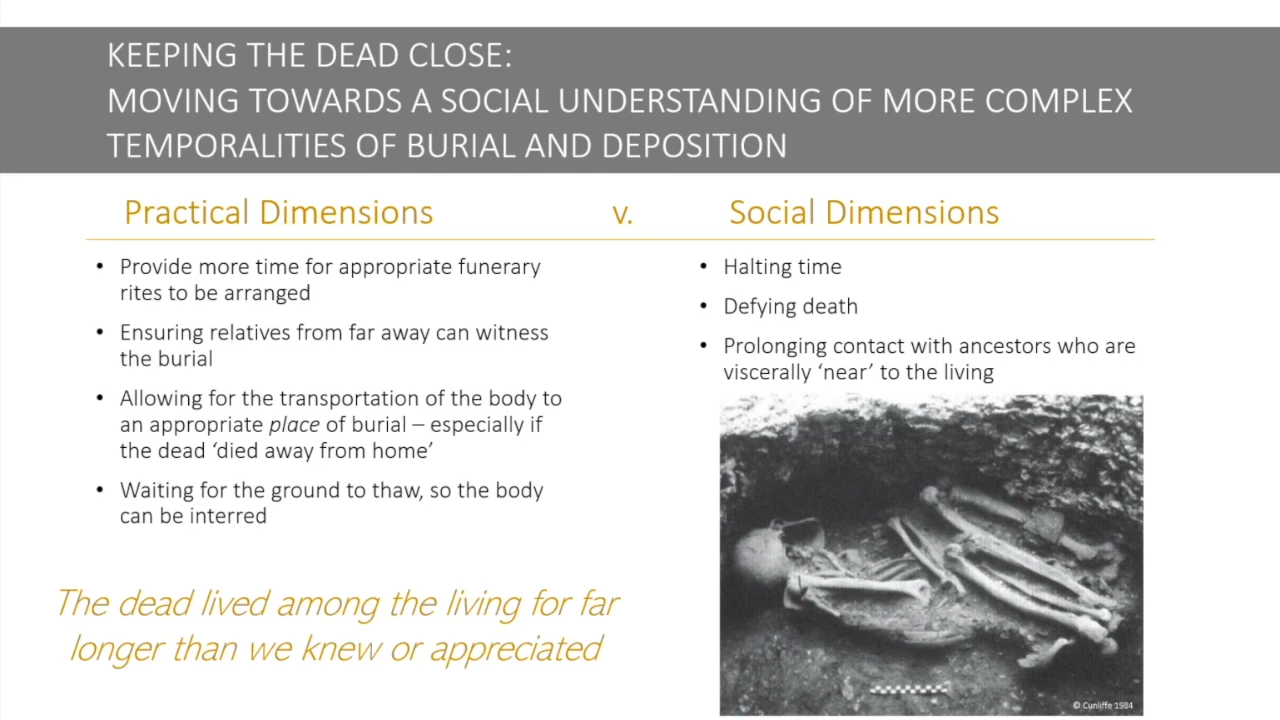 KEEPING THE DEAD CLOSE:
MOVING TOWARDS A SOCIAL UNDERSTANDING OF MORE COMPLEX
TEMPORALITIES OF BURIAL AND DEPOSITION
Practical Dimensions
v.
Social Dimensions
• Provide more time for appropriate funerary
rites to be arranged
• Ensuring relatives from far away can witness
the burial
• Allowing for the transportation of the body to
an appropriate place of burial – especially if
the dead ‘died away from home’
• Waiting for the ground to thaw, so the body
can be interred
The dead lived among the living for far
longer than we knew or appreciated
• Halting time
• Defying death
• Prolonging contact with ancestors who are
viscerally ‘near’ to the living
© Cunliffe 1984